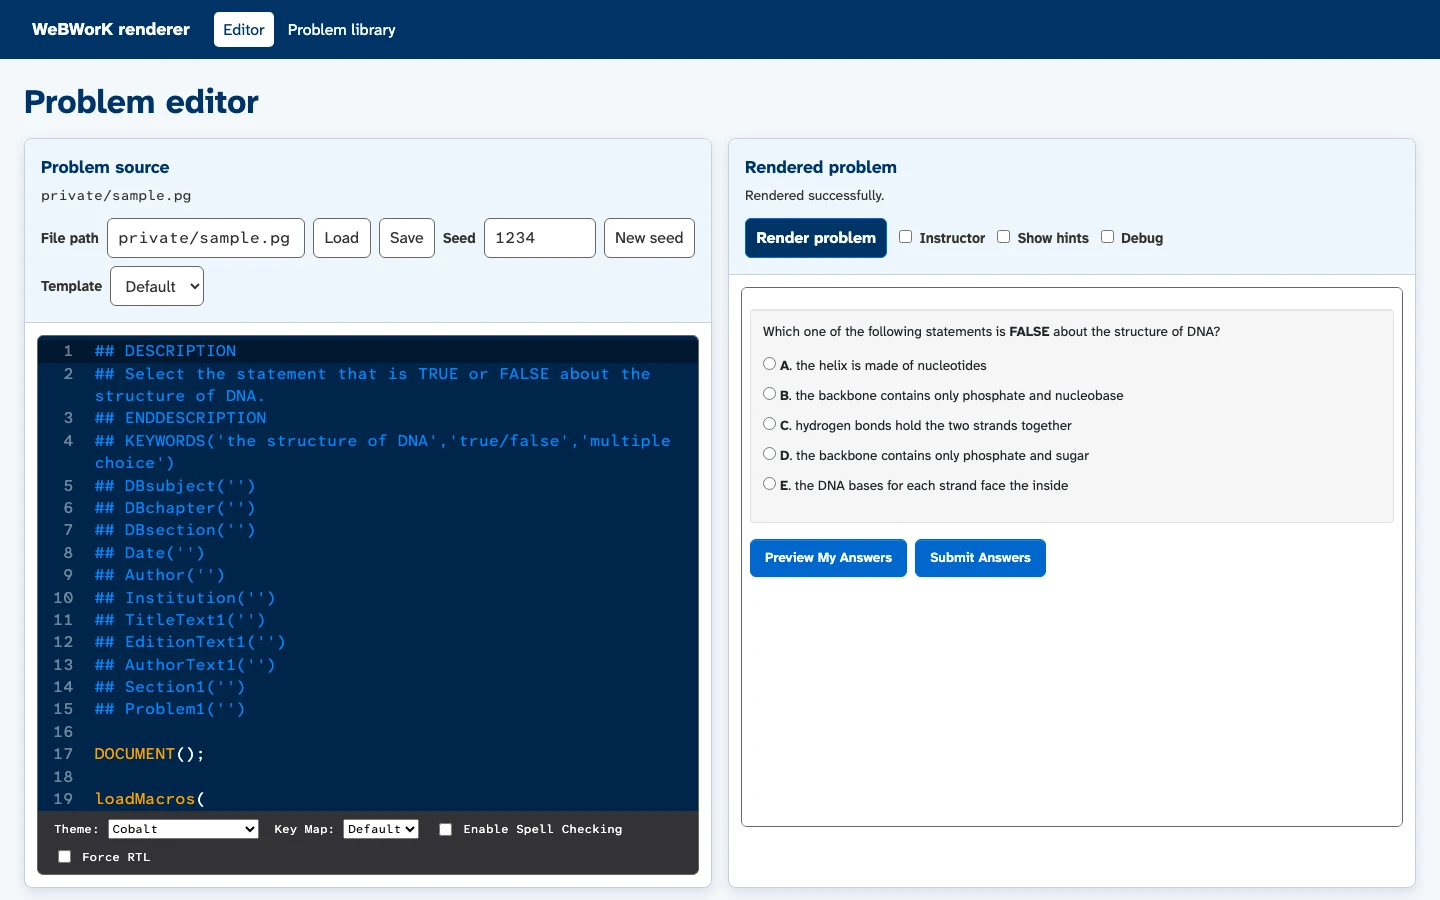 WeBWorK renderer Editor Problem library
Problem editor
Problem source
private/sample.pg
File path private/sample.pg Load Save Seed 1234 New seed
Template Default
1 ## DESCRIPTION
2 ## Select the statement that is TRUE or FALSE about the
structure of DNA.
3 ## ENDDESCRIPTION
4 ## KEYWORDS('the structure of DNA','true/false','multiple
choice')
5 ## DBsubject('')
6 ## DBchapter('')
7 ## DBsection('')
8 ## Date('')
9 ## Author('')
10 ## Institution('')
11 ## TitleText1('')
12 ## EditionText1('')
13 ## AuthorText1('')
14 ## Section1('')
15 ## Problem1('')
16
17 DOCUMENT();
18
19 loadMacros(
Theme: Cobalt Key Map: Default Enable Spell Checking
Force RTL
Rendered problem
Rendered successfully.
Render problem Instructor Show hints Debug
Which one of the following statements is FALSE about the structure of DNA?
A. the helix is made of nucleotides
B. the backbone contains only phosphate and nucleobase
C. hydrogen bonds hold the two strands together
D. the backbone contains only phosphate and sugar
E. the DNA bases for each strand face the inside
Preview My Answers Submit Answers